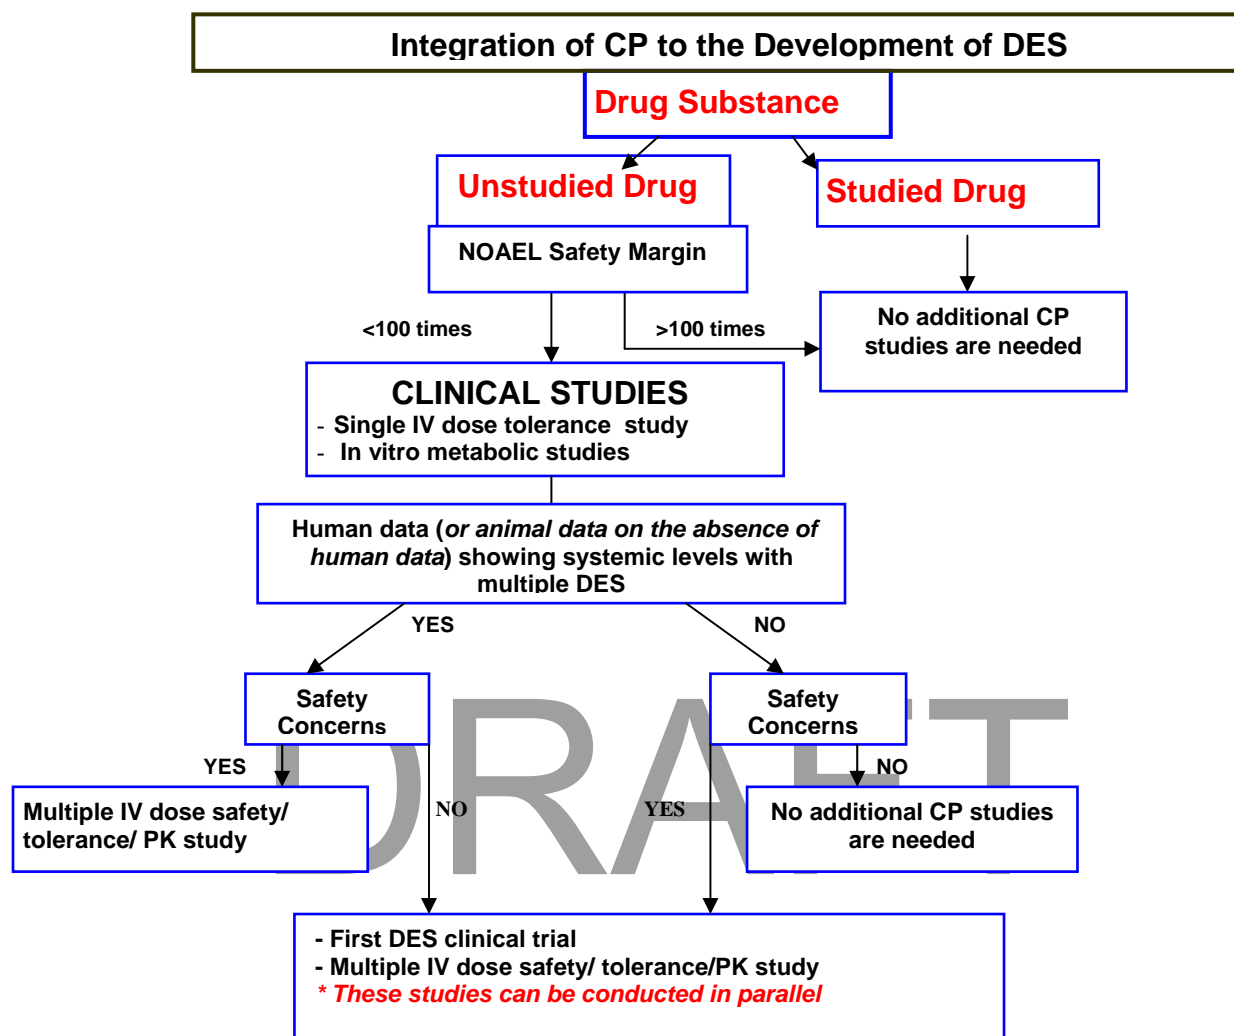 Integration of CP to the Development of DES
Drug Substance
Unstudied Drug
Studied Drug
NOAEL Safety Margin
<100 times
>100 times
No additional CP
studies are needed
CLINICAL STUDIES
- Single IV dose tolerance study
- In vitro metabolic studies
Human data (or animal data on the absence of
human data) showing systemic levels with
multiple DES
YES
NO
Safety
Concerns
Safety
Concerns
DRAFT
YES
NO
YES
NO
Multiple IV dose safety/
tolerance/ PK study
No additional CP studies
are needed
- First DES clinical trial
- Multiple IV dose safety/ tolerance/PK study
* These studies can be conducted in parallel